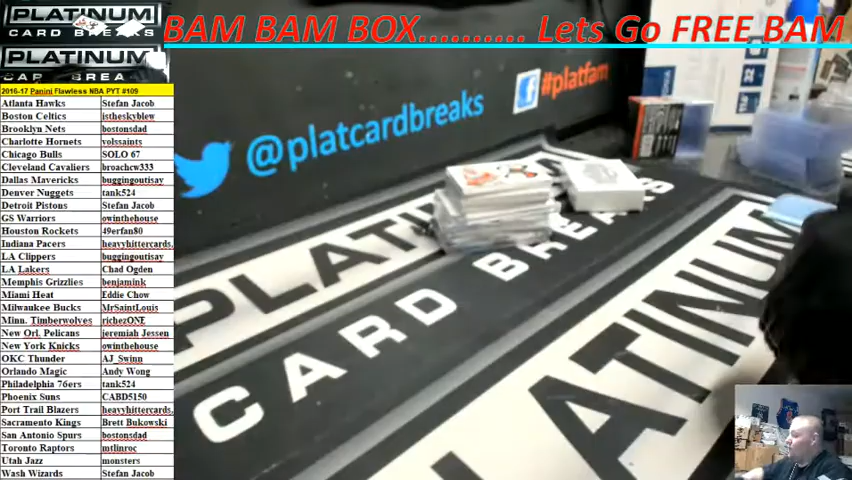 PLATINUM
CARD BREAKS
PLATINUM
BAM BAM BOX.......... Lets Go FREE BAM
2016-17 Panini Flawless NBA PYT #109
Atlanta Hawks Stefan Jacob
Boston Celtics istheskyblew
Brooklyn Nets bostonsdad
Charlotte Hornets volssaints
Chicago Bulls SOLO 67
Cleveland Cavaliers broachcw333
Dallas Mavericks buggingoutisay
Denver Nuggets tank524
Detroit Pistons Stefan Jacob
GS Warriors owinthehouse
Houston Rockets 49erfan80
Indiana Pacers heavyhittercards.
LA Clippers buggingoutisay
LA Lakers Chad Ogden
Memphis Grizzlies benjamink
Miami Heat Eddie Chow
Milwaukee Bucks MrSaintLouis
Minn. Timberwolves richezONE
New Orl. Pelicans jeremiah Jessen
New York Knicks owinthehouse
OKC Thunder AJ_Swinn
Orlando Magic Andy Wong
Philadelphia 76ers tank524
Phoenix Suns CABD5150
Port Trail Blazers heavyhittercards.
Sacramento Kings Brett Bukowski
San Antonio Spurs bostonsdad
Toronto Raptors mtlinroc
Utah Jazz monsters
Wash Wizards Stefan Jacob
@platcardbreaks
f #platfam
PLATIN
CARD BREAKS
PLATINUM